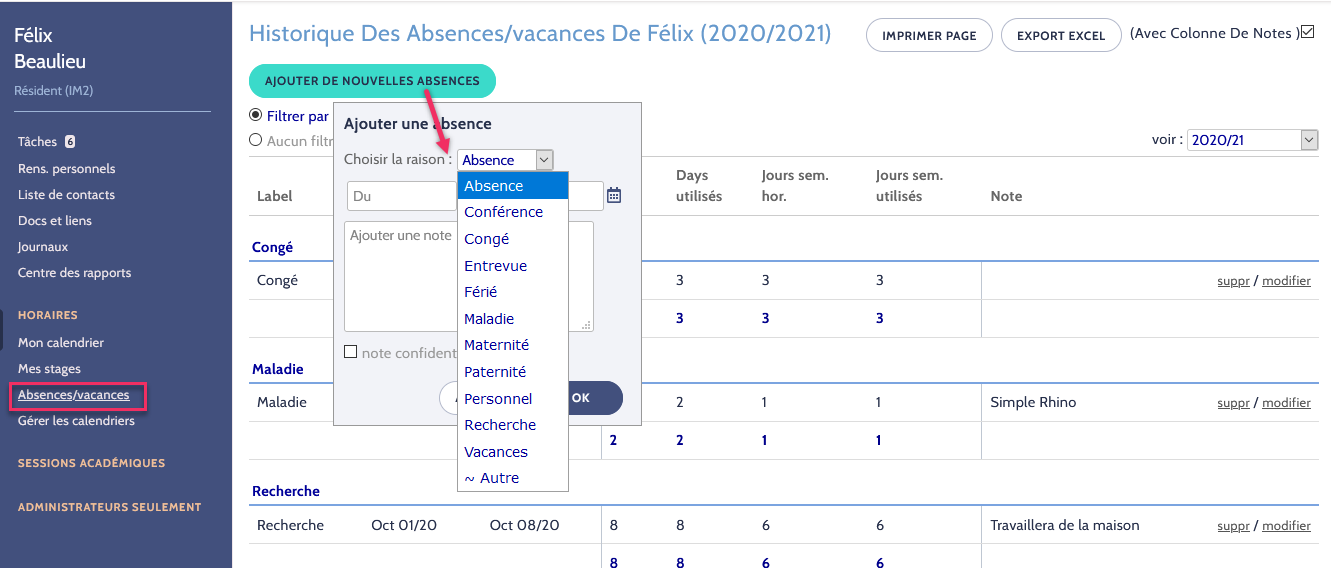 Félix
Beaulieu
Résident (IM2)
Tâches 6
Rens. personnels
Liste de contacts
Docs et liens
Journaux
Centre des rapports
HORAIRES
Mon calendrier
Mes stages
Absences/vacances
Gérer les calendriers
SESSIONS ACADÉMIQUES
ADMINISTRATEURS SEULEMENT
Historique Des Absences/vacances De Félix (2020/2021)
IMPRIMER PAGE
EXPORT EXCEL
(Avec Colonne De Notes )
AJOUTER DE NOUVELLES ABSENCES
Filtrer par
Aucun filtr
voir : 2020/21
Ajouter une absence
Choisir la raison : Absence
Du
Ajouter une note
note confident
OK
Absence
Conférence
Congé
Entrevue
Férié
Maladie
Maternité
Paternité
Personnel
Recherche
Vacances
~ Autre
Label
Days utilisés
Jours sem. hor.
Jours sem. utilisés
Note
Congé
Congé 3 3 3 suppr / modifier
3 3 3
Maladie
Maladie 2 1 1 Simple Rhino suppr / modifier
2 2 1 1
Recherche
Recherche Oct 01/20 Oct 08/20 8 8 6 6 Travaillera de la maison suppr / modifier
8 8 6 6